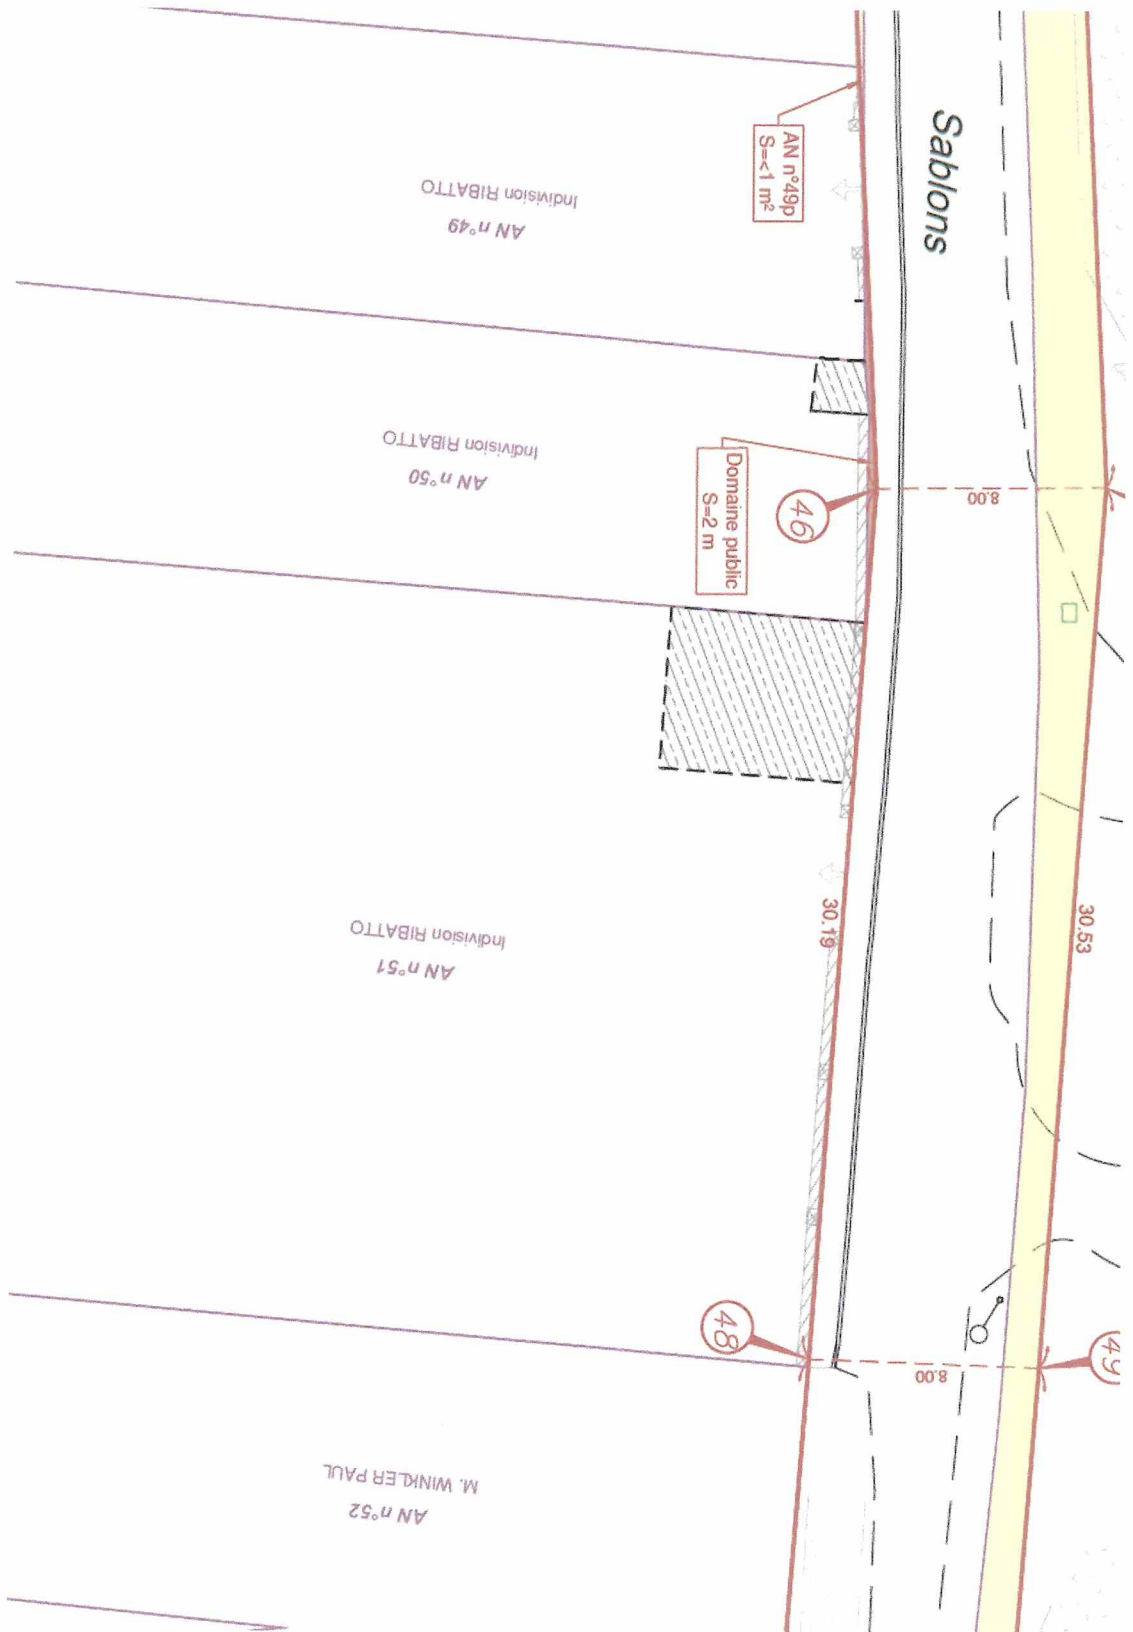 Sablons
AN n°49p
S=<1 m²
AN n°49
Indivision RIBATTO
AN n°50
Indivision RIBATTO
Domaine public
S=2 m
46
8.00
AN n°51
Indivision RIBATTO
30.19
30.53
48
49
8.00
AN n°52
M. WINKLER PAUL